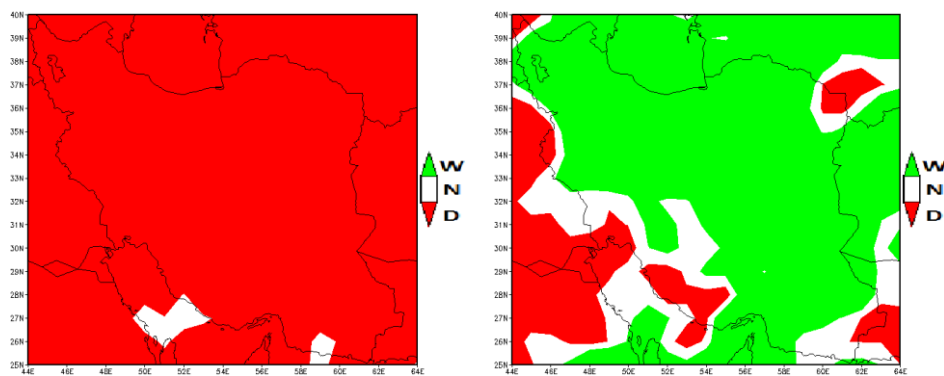 40N
39N
38N
37N
36N
35N
34N
33N
32N
31N
30N
29N
28N
27N
26N
25N
44E 46E 48E 50E 52E 54E 56E 58E 60E 62E 64E
W
N
D
40N
39N
38N
37N
36N
35N
34N
33N
32N
31N
30N
29N
28N
27N
26N
25N
44E 46E 48E 50E 52E 54E 56E 58E 60E 62E 64E
W
N
D